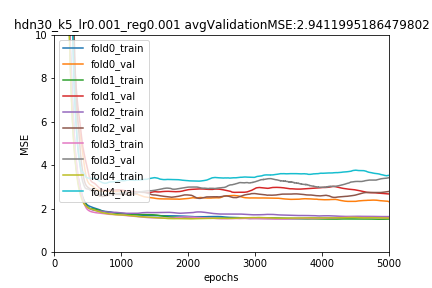 hdn30_k5_lr0.001_reg0.001 avgValidationMSE:2.9411995186479802
10
8
6
4
2
0
MSE
fold0_train
fold0_val
fold1_train
fold1_val
fold2_train
fold2_val
fold3_train
fold3_val
fold4_train
fold4_val
0 1000 2000 3000 4000 5000
epochs